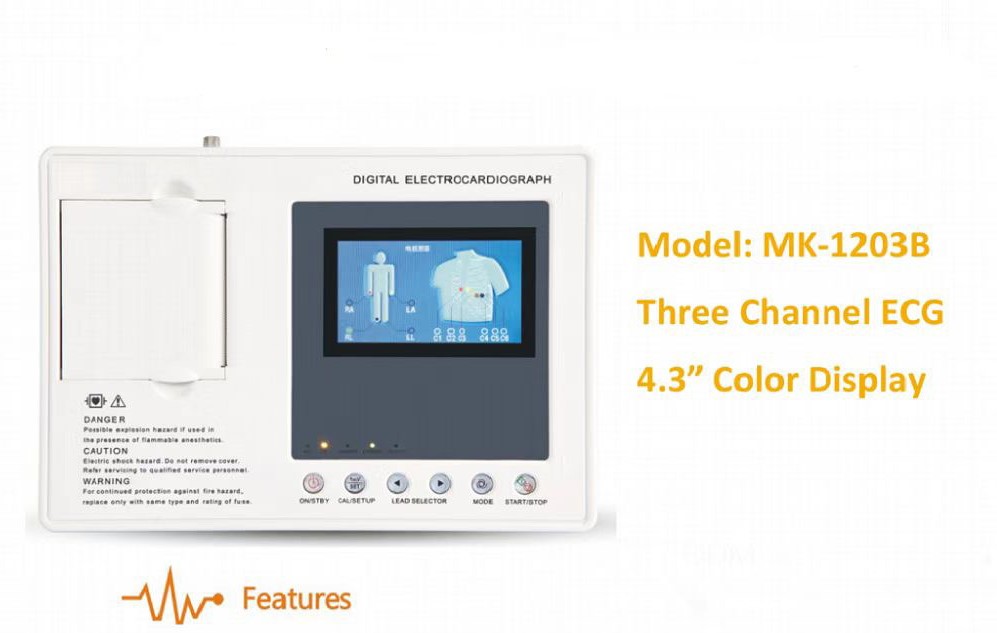 DIGITAL ELECTROCARDIOGRAPH
RA
LA
RL
LL
C1 C2 C3 C4 C5 C6
DANGER
Possible explosion hazard if used in
the presence of flammable anesthetics.
CAUTION
Electric shock hazard. Do not remove cover.
Refer servicing to qualified service personnel.
WARNING
For continued protection against fire hazard,
replace only with same type and rating of fuse.
1mV
SET
ON/STBY CAL/SETUP LEAD SELECTOR MODE START/STOP
Model: MK-1203B
Three Channel ECG
4.3” Color Display
Features